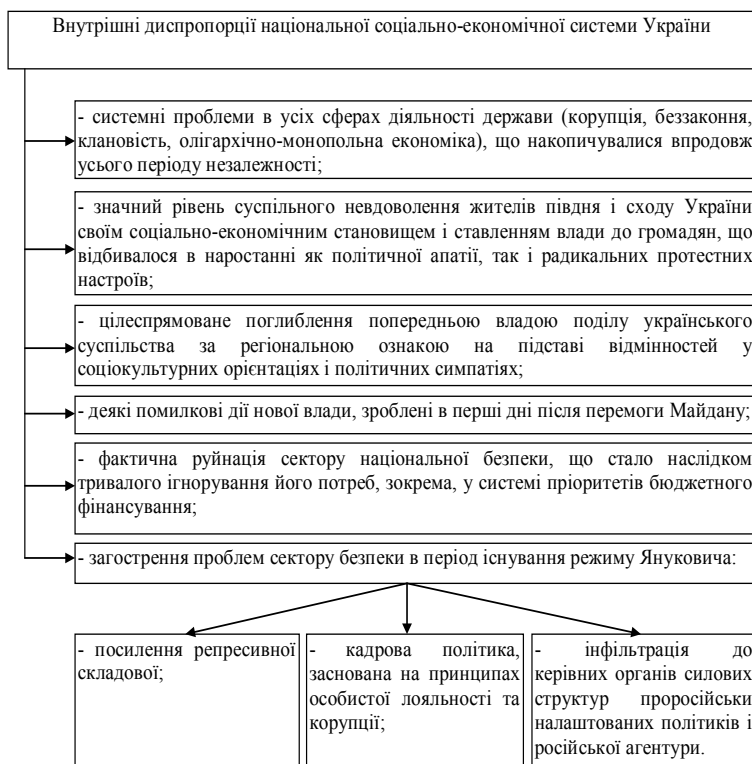 Внутрішні диспропорції національної соціально-економічної системи України
- системні проблеми в усіх сферах діяльності держави (корупція, беззаконня,
клановість, олігархічно-монопольна економіка), що накопичувалися впродовж
усього періоду незалежності;
- значний рівень суспільного невдоволення жителів півдня і сходу України
своїм соціально-економічним становищем і ставленням влади до громадян, що
відбивалося в наростанні як політичної апатії, так і радикальних протестних
настроїв;
- цілеспрямоване поглиблення попередньою владою поділу українського
суспільства за регіональною ознакою на підставі відмінностей у
соціокультурних орієнтаціях і політичних симпатіях;
- деякі помилкові дії нової влади, зроблені в перші дні після перемоги Майдану;
- фактична руйнація сектору національної безпеки, що стало наслідком
тривалого ігнорування його потреб, зокрема, у системі пріоритетів бюджетного
фінансування;
- загострення проблем сектору безпеки в період існування режиму Януковича:
- посилення репресивної
складової;
- кадрова політика,
заснована на принципах
особистої лояльності та
корупції;
- інфільтрація до
керівних органів силових
структур проросійськи
налаштованих політиків і
російської агентури.